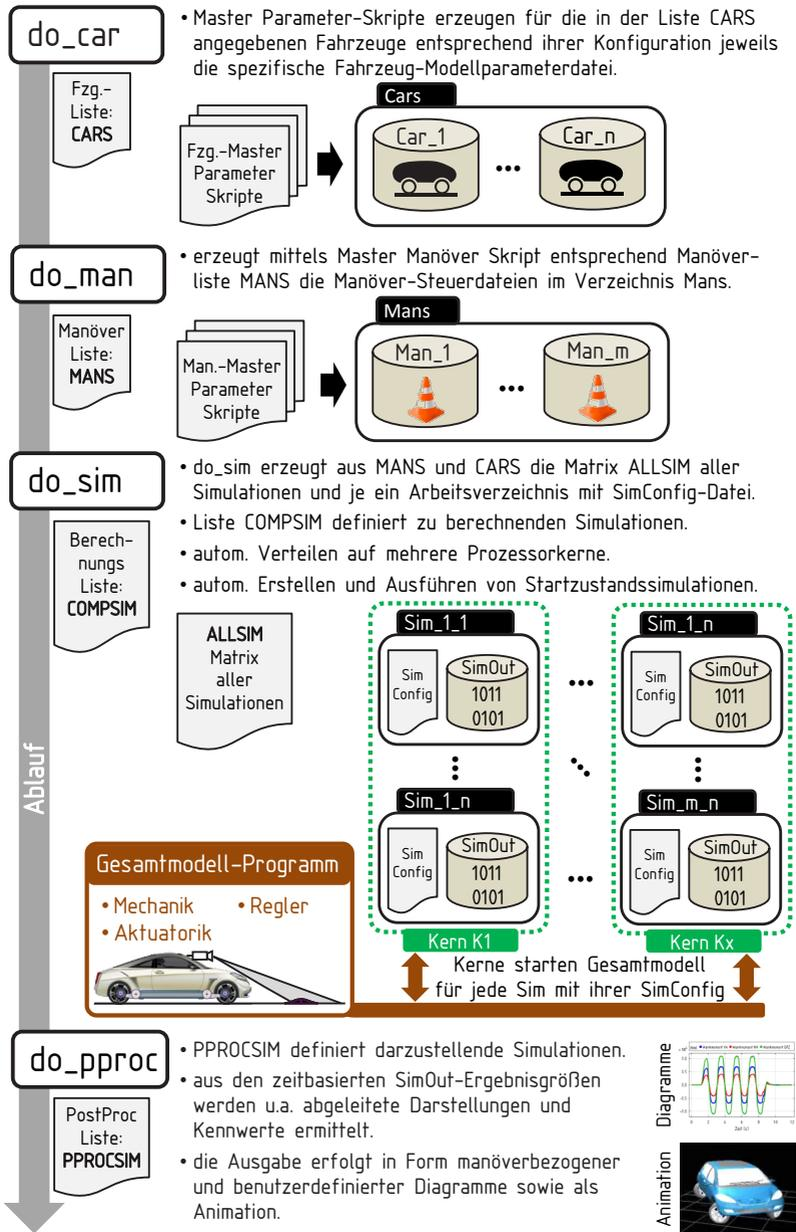 do_car
• Master Parameter-Skripte erzeugen für die in der Liste CARS
angegebenen Fahrzeuge entsprechend ihrer Konfiguration jeweils
die spezifische Fahrzeug-Modellparameterdatei.
Fzg.-
Liste:
CARS
Fzg.-Master
Parameter
Skripte
Cars
Car_1
...
Car_n
do_man
• erzeugt mittels Master Manöver Skript entsprechend Manöver-
liste MANS die Manöver-Steuerdateien im Verzeichnis Mans.
Manöver
Liste:
MANS
Man.-Master
Parameter
Skripte
Mans
Man_1
...
Man_m
do_sim
• do_sim erzeugt aus MANS und CARS die Matrix ALLSIM aller
Simulationen und je ein Arbeitsverzeichnis mit SimConfig-Datei.
• Liste COMPSIM definiert zu berechnenden Simulationen.
• autom. Verteilen auf mehrere Prozessorkerne.
• autom. Erstellen und Ausführen von Startzustandssimulationen.
Berech-
nungs
Liste:
COMPSIM
ALLSIM
Matrix
aller
Simulationen
Sim_1_1
Sim
Config
SimOut
1011
0101
...
Sim_1_n
Sim
Config
SimOut
1011
0101
Sim_1_n
Sim
Config
SimOut
1011
0101
...
Sim_m_n
Sim
Config
SimOut
1011
0101
Kern K1
Kern Kx
Kerne starten Gesamtmodell
für jede Sim mit ihrer SimConfig
Ablauf
Gesamtmodell-Programm
• Mechanik
• Regler
• Aktuatorik
do_pproc
• PPROCSIM definiert darzustellende Simulationen.
• aus den zeitbasierten SimOut-Ergebnisgrößen
werden u.a. abgeleitete Darstellungen und
Kennwerte ermittelt.
• die Ausgabe erfolgt in Form manöverbezogener
und benutzerdefinierter Diagramme sowie als
Animation.
PostProc
Liste:
PPROCSIM
Diagramme
0 2 4 6 8 10 12
Zeit [s]
Animation